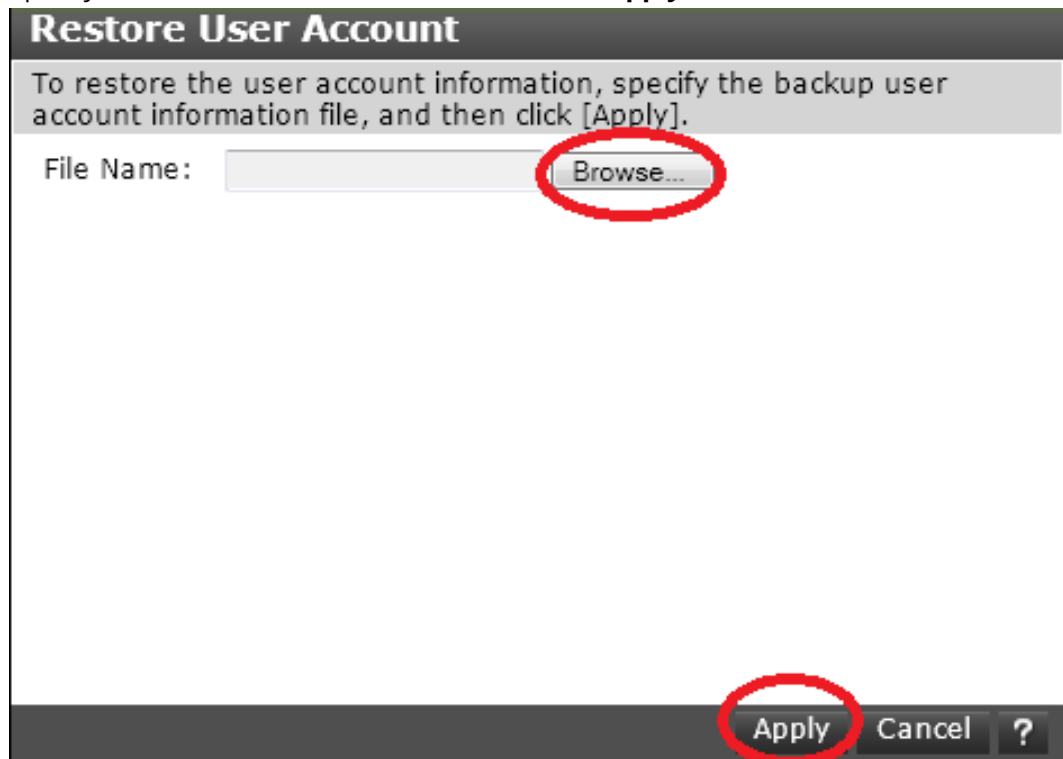 Apply
Restore User Account
To restore the user account information, specify the backup user
account information file, and then click [Apply].
File Name:
Browse...
Apply Cancel ?